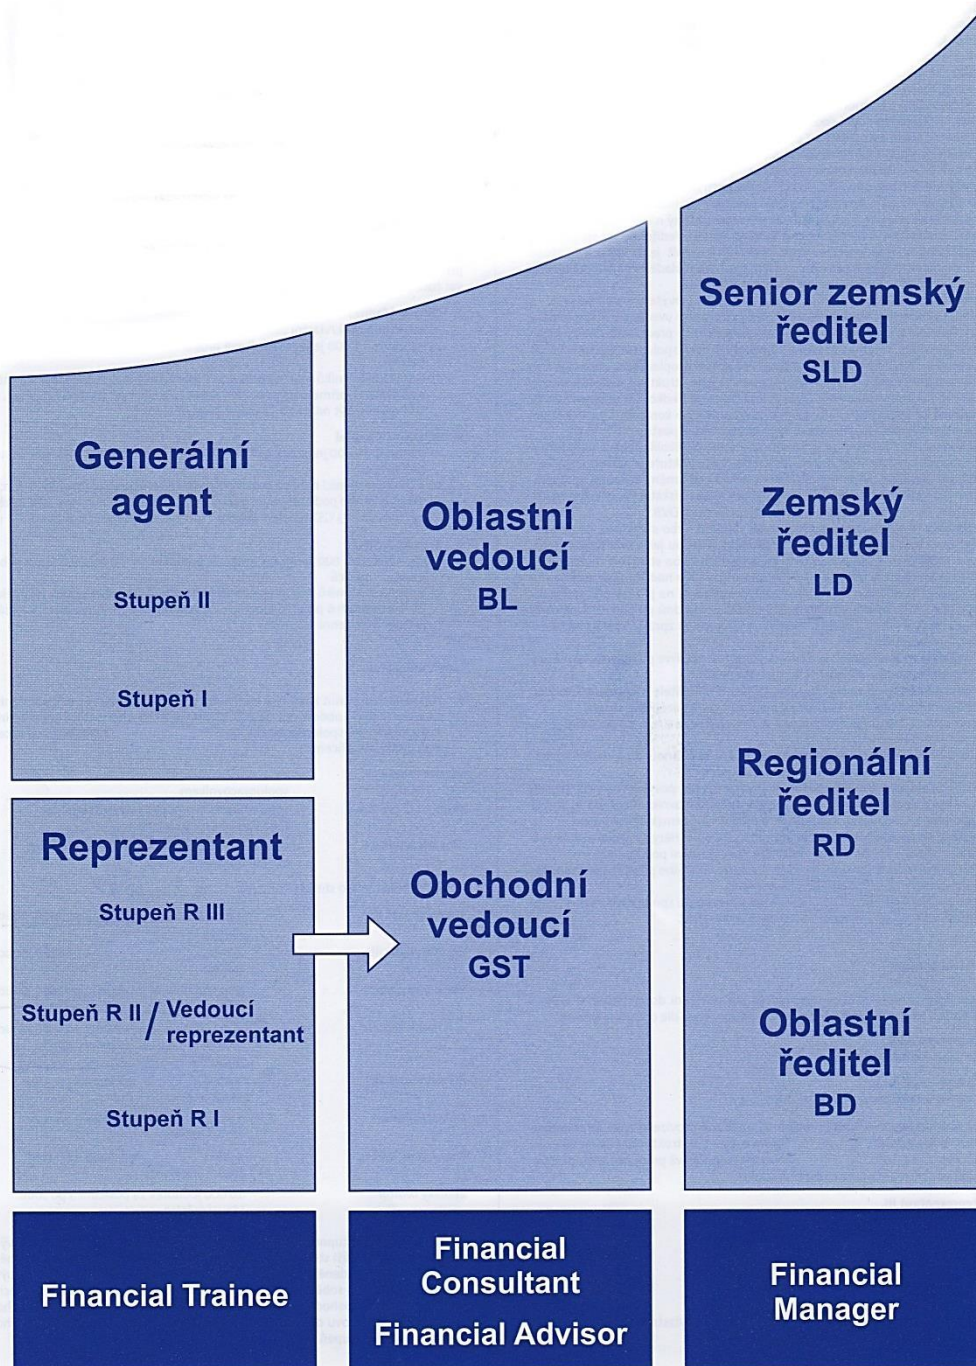 Generální
agent
Stupeň II
Stupeň I
Reprezentant
Stupeň R III
Stupeň R II / Vedoucí
reprezentant
Stupeň R I
Financial Trainee
Oblastní
vedoucí
BL
Obchodní
vedoucí
GST
Financial
Consultant
Financial Advisor
Senior zemský
ředitel
SLD
Zemský
ředitel
LD
Regionální
ředitel
RD
Oblastní
ředitel
BD
Financial
Manager